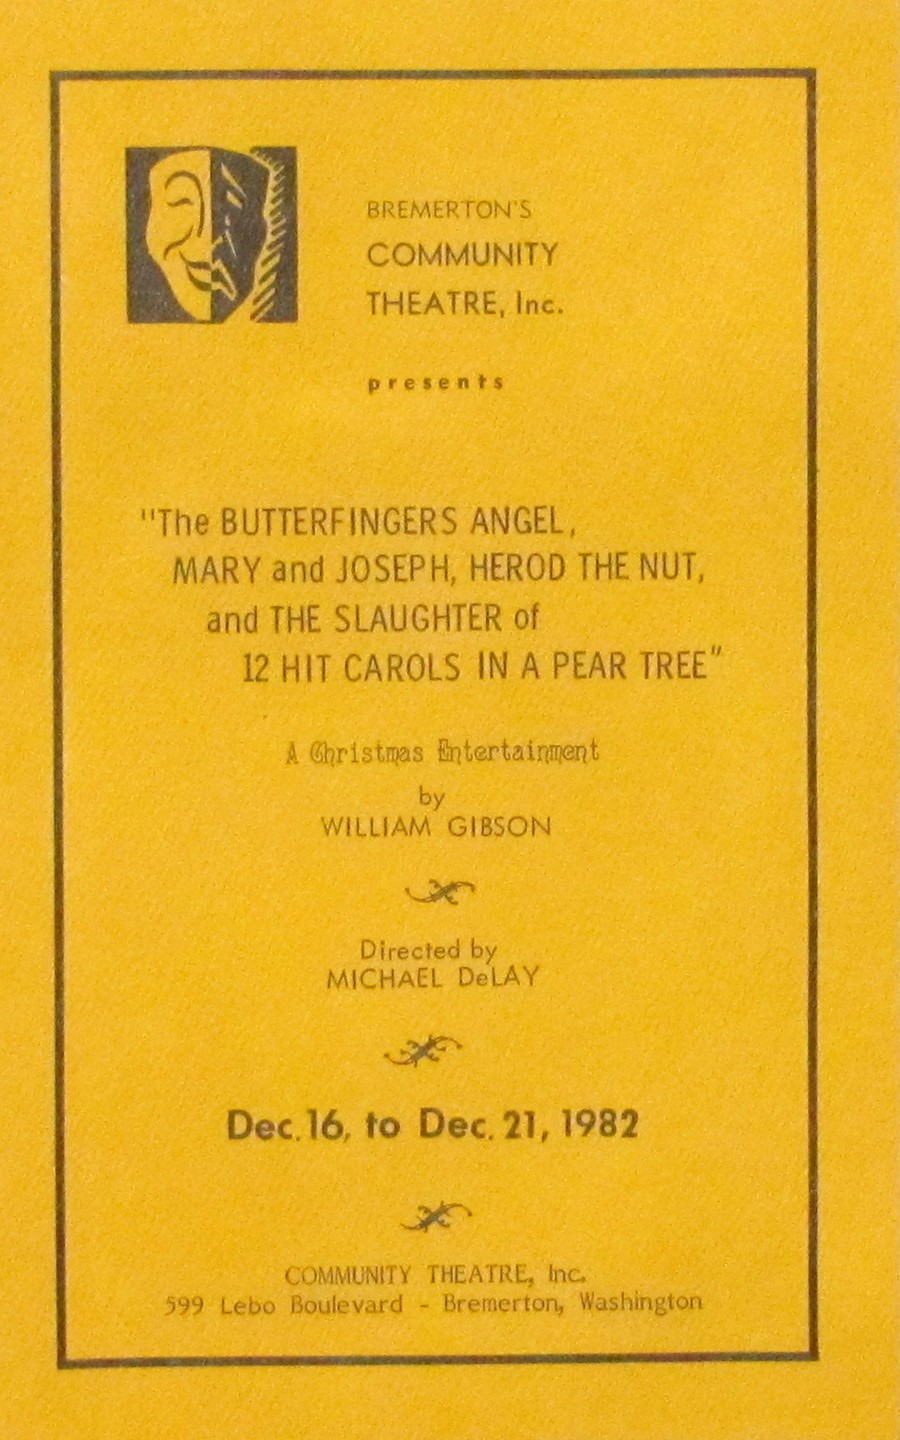 BREMERTON'S
COMMUNITY
THEATRE, Inc.
presents
"The BUTTERFINGERS ANGEL,
MARY and JOSEPH, HEROD THE NUT,
and THE SLAUGHTER of
12 HIT CAROLS IN A PEAR TREE"
A Christmas Entertainment
by
WILLIAM GIBSON
Directed by
MICHAEL DeLAY
Dec. 16, to Dec. 21, 1982
COMMUNITY THEATRE, Inc.
599 Lebo Boulevard - Bremerton, Washington